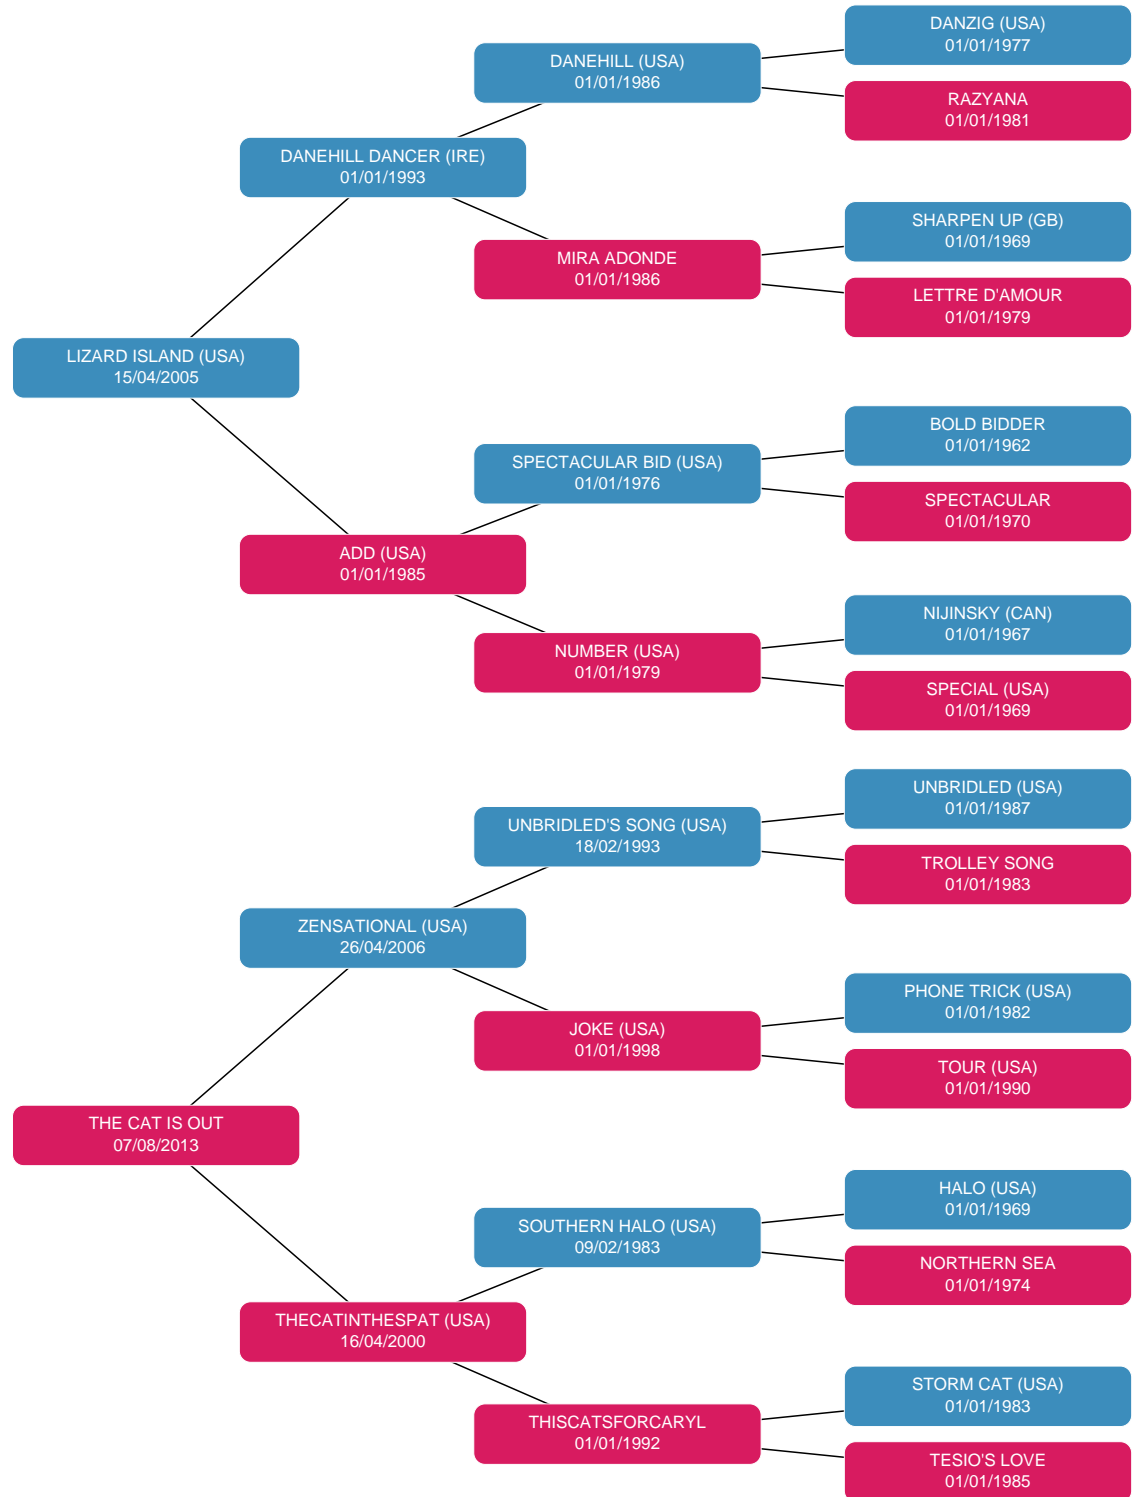 DANZIG (USA)
01/01/1977
DANEHILL (USA)
01/01/1986
RAZYANA
01/01/1981
DANEHILL DANCER (IRE)
01/01/1993
SHARPEN UP (GB)
01/01/1969
MIRA ADONDE
01/01/1986
LETTRE D'AMOUR
01/01/1979
LIZARD ISLAND (USA)
15/04/2005
BOLD BIDDER
01/01/1962
SPECTACULAR BID (USA)
01/01/1976
SPECTACULAR
01/01/1970
ADD (USA)
01/01/1985
NIJINSKY (CAN)
01/01/1967
NUMBER (USA)
01/01/1979
SPECIAL (USA)
01/01/1969
UNBRIDLED (USA)
01/01/1987
UNBRIDLED'S SONG (USA)
18/02/1993
TROLLEY SONG
01/01/1983
ZENSATIONAL (USA)
26/04/2006
PHONE TRICK (USA)
01/01/1982
JOKE (USA)
01/01/1998
TOUR (USA)
01/01/1990
THE CAT IS OUT
07/08/2013
HALO (USA)
01/01/1969
SOUTHERN HALO (USA)
09/02/1983
NORTHERN SEA
01/01/1974
THECATINTHESPAT (USA)
16/04/2000
STORM CAT (USA)
01/01/1983
THISCATSFORCARYL
01/01/1992
TESIO'S LOVE
01/01/1985